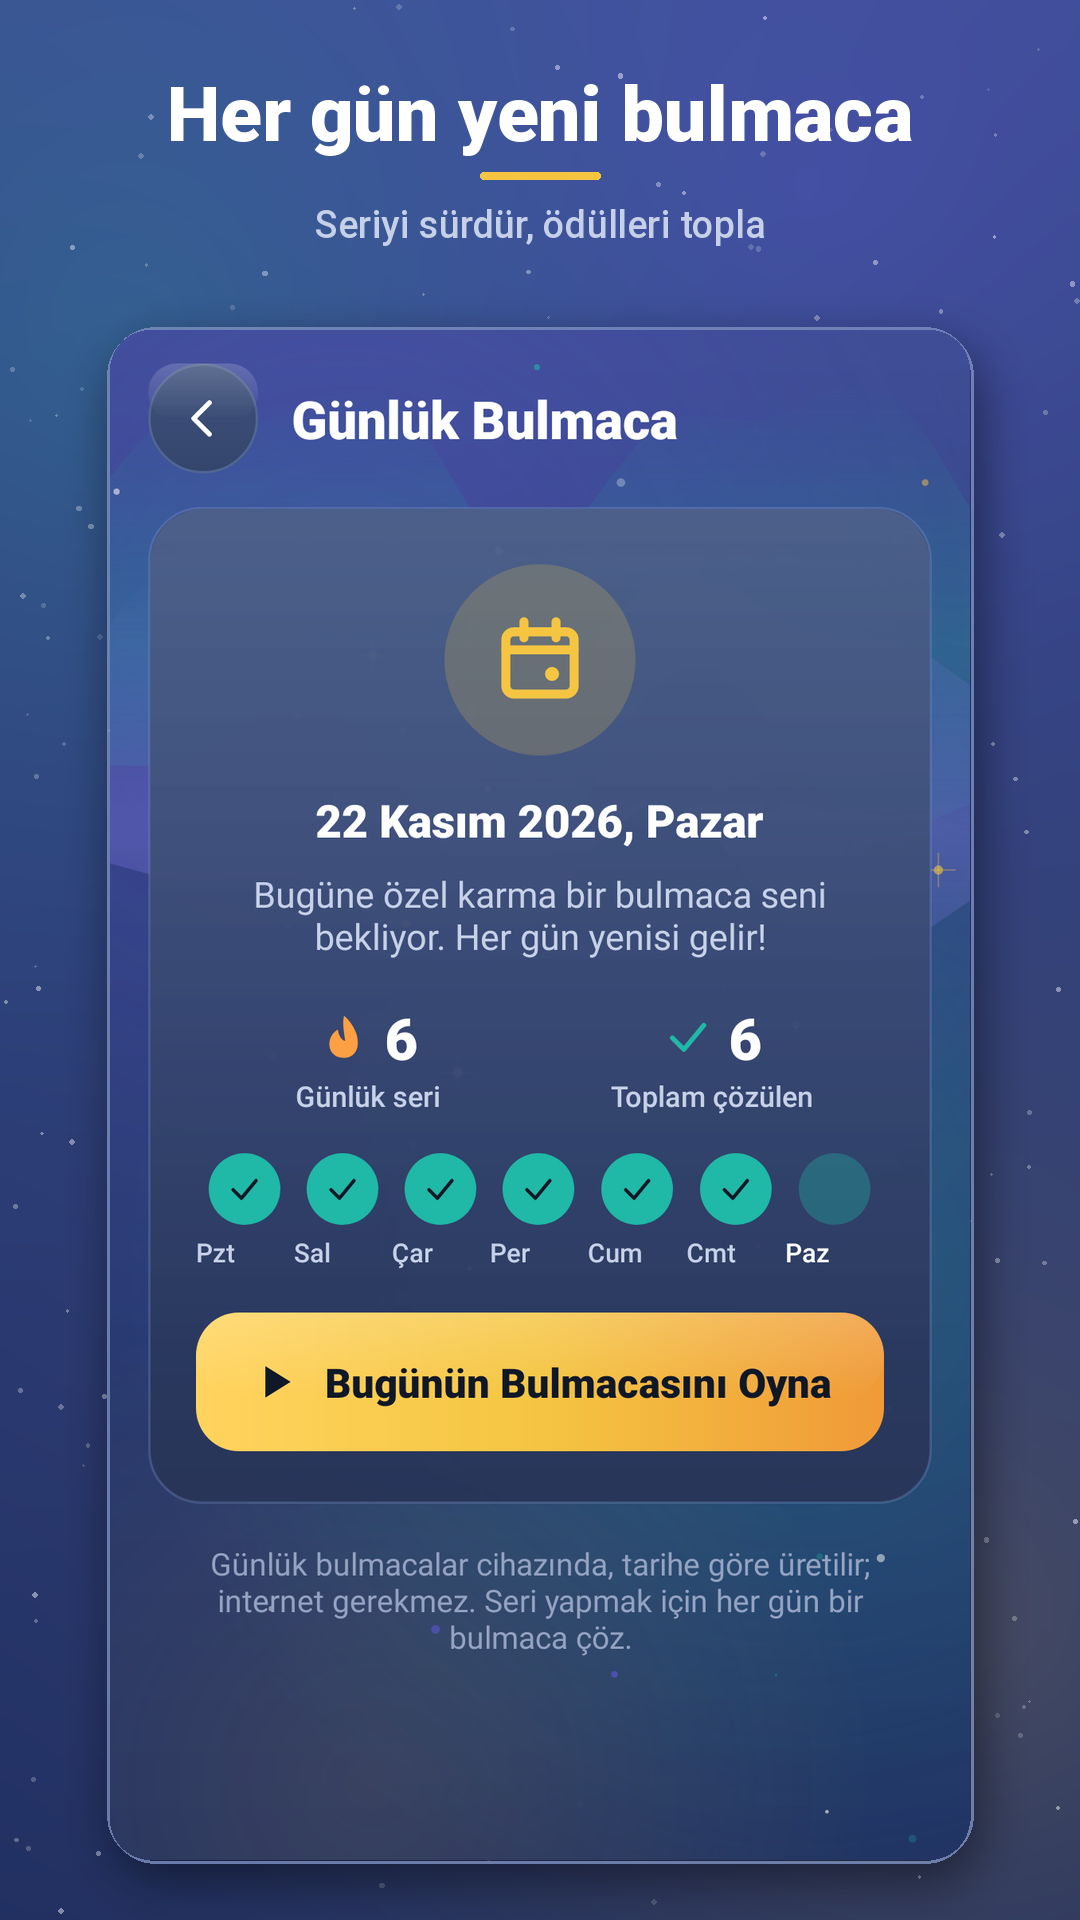 Her gün yeni bulmaca
Seriyi sürdür, ödülleri topla
Günlük Bulmaca
22 Kasım 2026, Pazar
Bugüne özel karma bir bulmaca seni
bekliyor. Her gün yenisi gelir!
6
6
Günlük seri
Toplam çözülen
Pzt Sal Çar Per Cum Cmt Paz
Bugünün Bulmacasını Oyna
Günlük bulmacalar cihazında, tarihe göre üretilir;
internet gerekmez. Seri yapmak için her gün bir
bulmaca çöz.